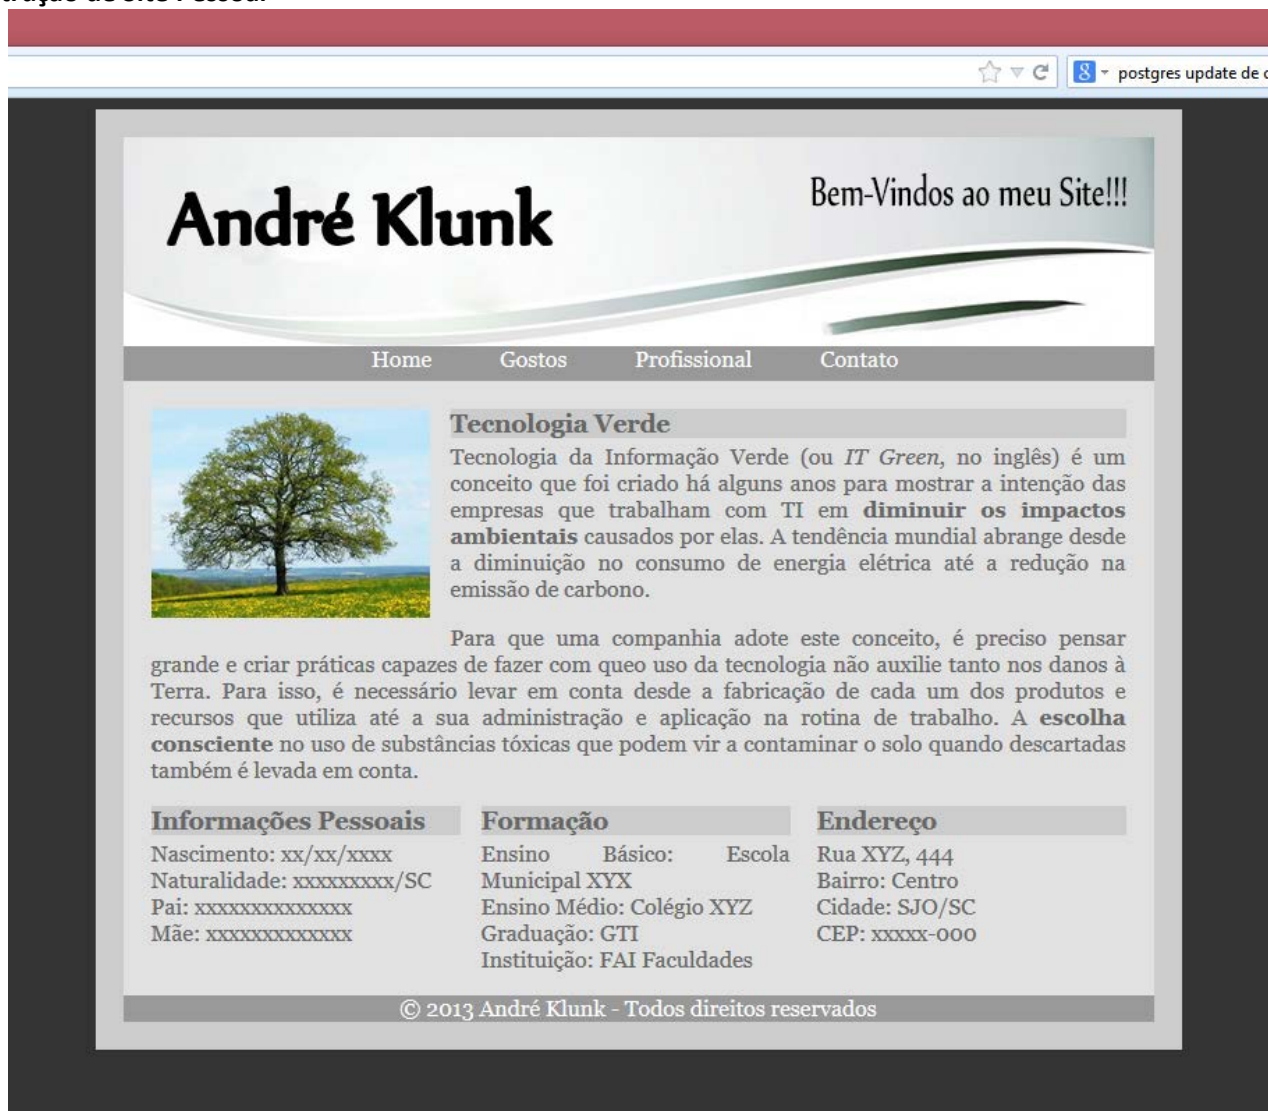 postgres update de
André Klunk
Bem-Vindos ao meu Site!!!
Home Gostos Profissional Contato
Tecnologia Verde
Tecnologia da Informação Verde (ou IT Green, no inglês) é um
conceito que foi criado há alguns anos para mostrar a intenção das
empresas que trabalham com TI em diminuir os impactos
ambientais causados por elas. A tendência mundial abrange desde
a diminuição no consumo de energia elétrica até a redução na
emissão de carbono.
Para que uma companhia adote este conceito, é preciso pensar
grande e criar práticas capazes de fazer com queo uso da tecnologia não auxilie tanto nos danos à
Terra. Para isso, é necessário levar em conta desde a fabricação de cada um dos produtos e
recursos que utiliza até a sua administração e aplicação na rotina de trabalho. A escolha
consciente no uso de substâncias tóxicas que podem vir a contaminar o solo quando descartadas
também é levada em conta.
Informações Pessoais
Nascimento: xx/xx/xxxx
Naturalidade: xxxxxxxxx/SC
Pai: xxxxxxxxxxxxxx
Mãe: xxxxxxxxxxxxx
Formação
Ensino Básico: Escola
Municipal XYX
Ensino Médio: Colégio XYZ
Graduação: GTI
Instituição: FAI Faculdades
Endereço
Rua XYZ, 444
Bairro: Centro
Cidade: SJO/SC
CEP: xxxxx-000
© 2013 André Klunk - Todos direitos reservados